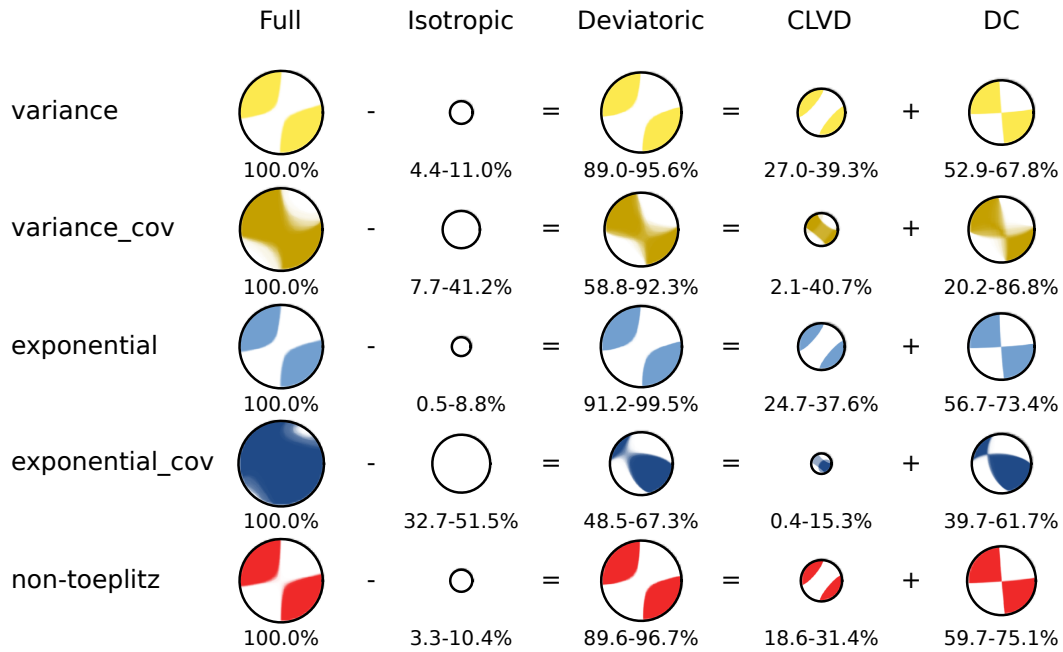 Full Isotropic Deviatoric CLVD DC
variance - = = +
100.0% 4.4-11.0% 89.0-95.6% 27.0-39.3% 52.9-67.8%
variance_cov - = = +
100.0% 7.7-41.2% 58.8-92.3% 2.1-40.7% 20.2-86.8%
exponential - = = +
100.0% 0.5-8.8% 91.2-99.5% 24.7-37.6% 56.7-73.4%
exponential_cov - = = +
100.0% 32.7-51.5% 48.5-67.3% 0.4-15.3% 39.7-61.7%
non-toeplitz - = = +
100.0% 3.3-10.4% 89.6-96.7% 18.6-31.4% 59.7-75.1%